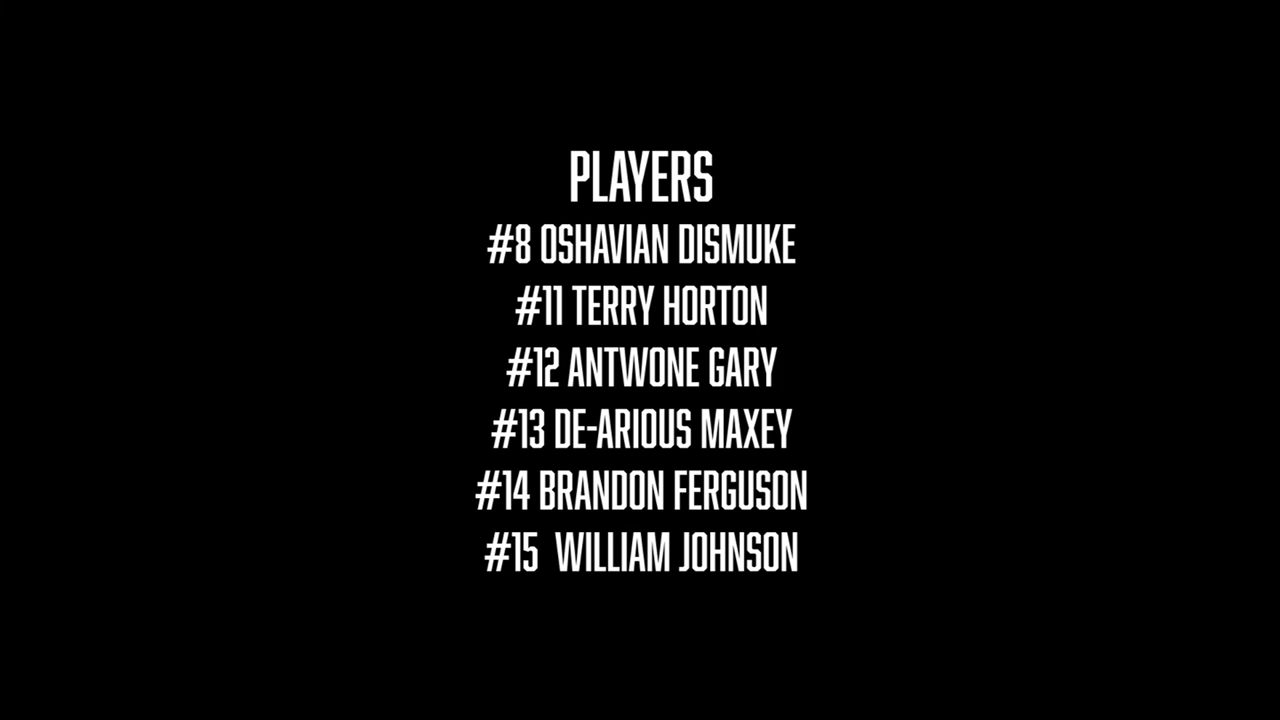 PLAYERS
#8 OSHAVIAN DISMUKE
#11 TERRY HORTON
#12 ANTWONE GARY
#13 DE-ARIOUS MAXEY
#14 BRANDON FERGUSON
#15 WILLIAM JOHNSON